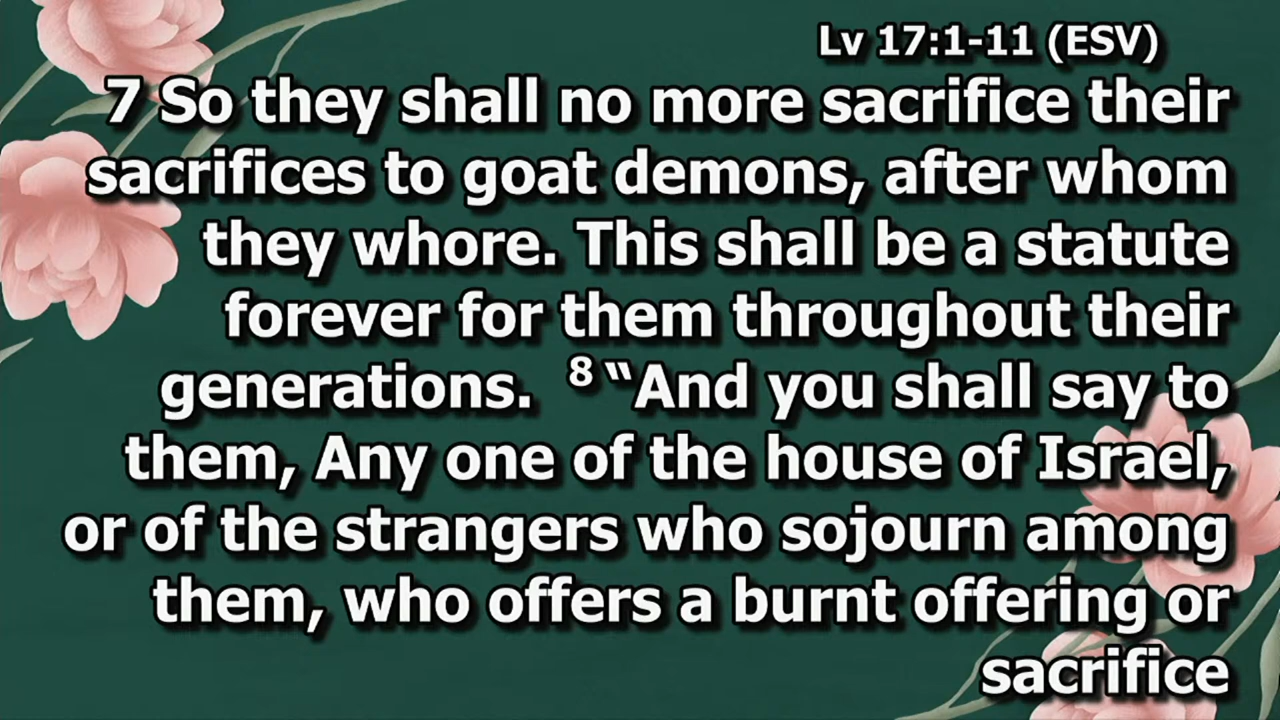 Lv 17:1-11 (ESV)
7 So they shall no more sacrifice their
sacrifices to goat demons, after whom
they whore. This shall be a statute
forever for them throughout their
generations.  ⁸ “And you shall say to
them, Any one of the house of Israel,
or of the strangers who sojourn among
them, who offers a burnt offering or
sacrifice